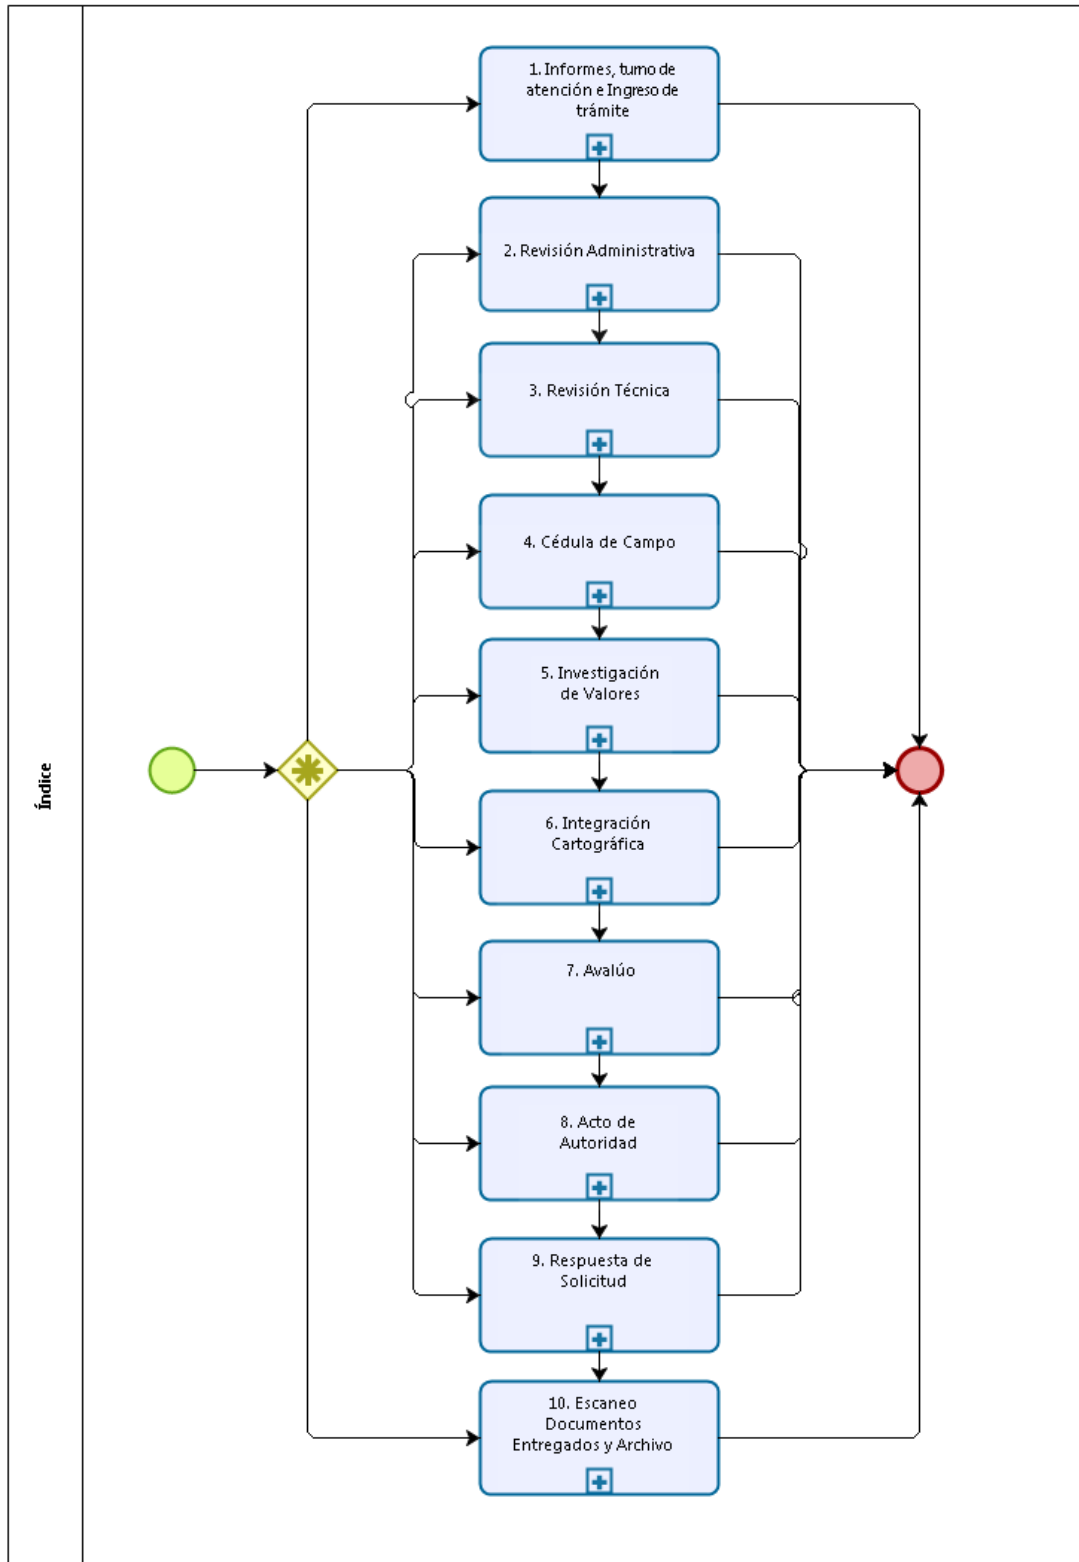 Índice
1. Informes, turno de
atención e Ingreso de
trámite
2. Revisión Administrativa
3. Revisión Técnica
4. Cédula de Campo
5. Investigación
de Valores
6. Integración
Cartográfica
7. Avalúo
8. Acto de
Autoridad
9. Respuesta de
Solicitud
10. Escaneo
Documentos
Entregados y Archivo